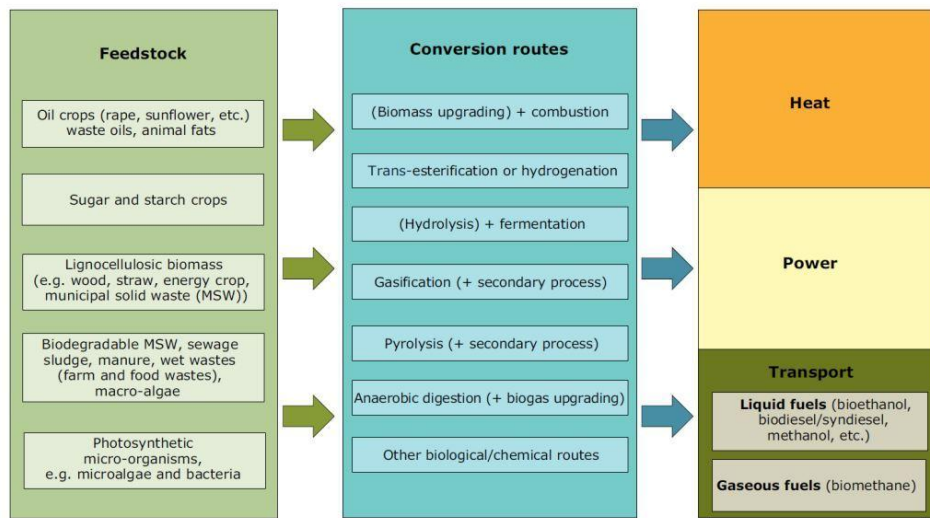 Feedstock
Oil crops (rape, sunflower, etc.)
waste oils, animal fats
Sugar and starch crops
Lignocellulosic biomass
(e.g. wood, straw, energy crop,
municipal solid waste (MSW))
Biodegradable MSW, sewage
sludge, manure, wet wastes
(farm and food wastes),
macro-algae
Photosynthetic
micro-organisms,
e.g. microalgae and bacteria
Conversion routes
(Biomass upgrading) + combustion
Trans-esterification or hydrogenation
(Hydrolysis) + fermentation
Gasification (+ secondary process)
Pyrolysis (+ secondary process)
Anaerobic digestion (+ biogas upgrading)
Other biological/chemical routes
Heat
Power
Transport
Liquid fuels (bioethanol,
biodiesel/syndiesel,
methanol, etc.)
Gaseous fuels (biomethane)